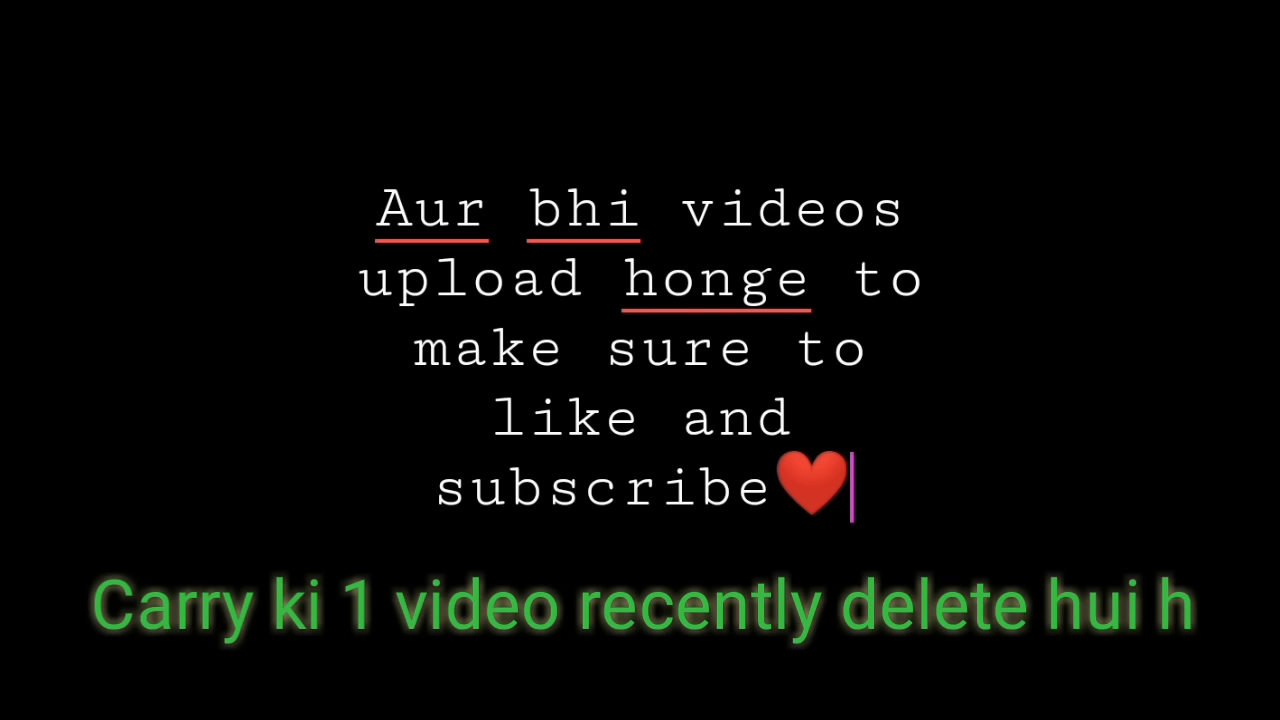 Aur bhi videos
upload honge to
make sure to
like and
subscribe❤️
Carry ki 1 video recently delete hui h